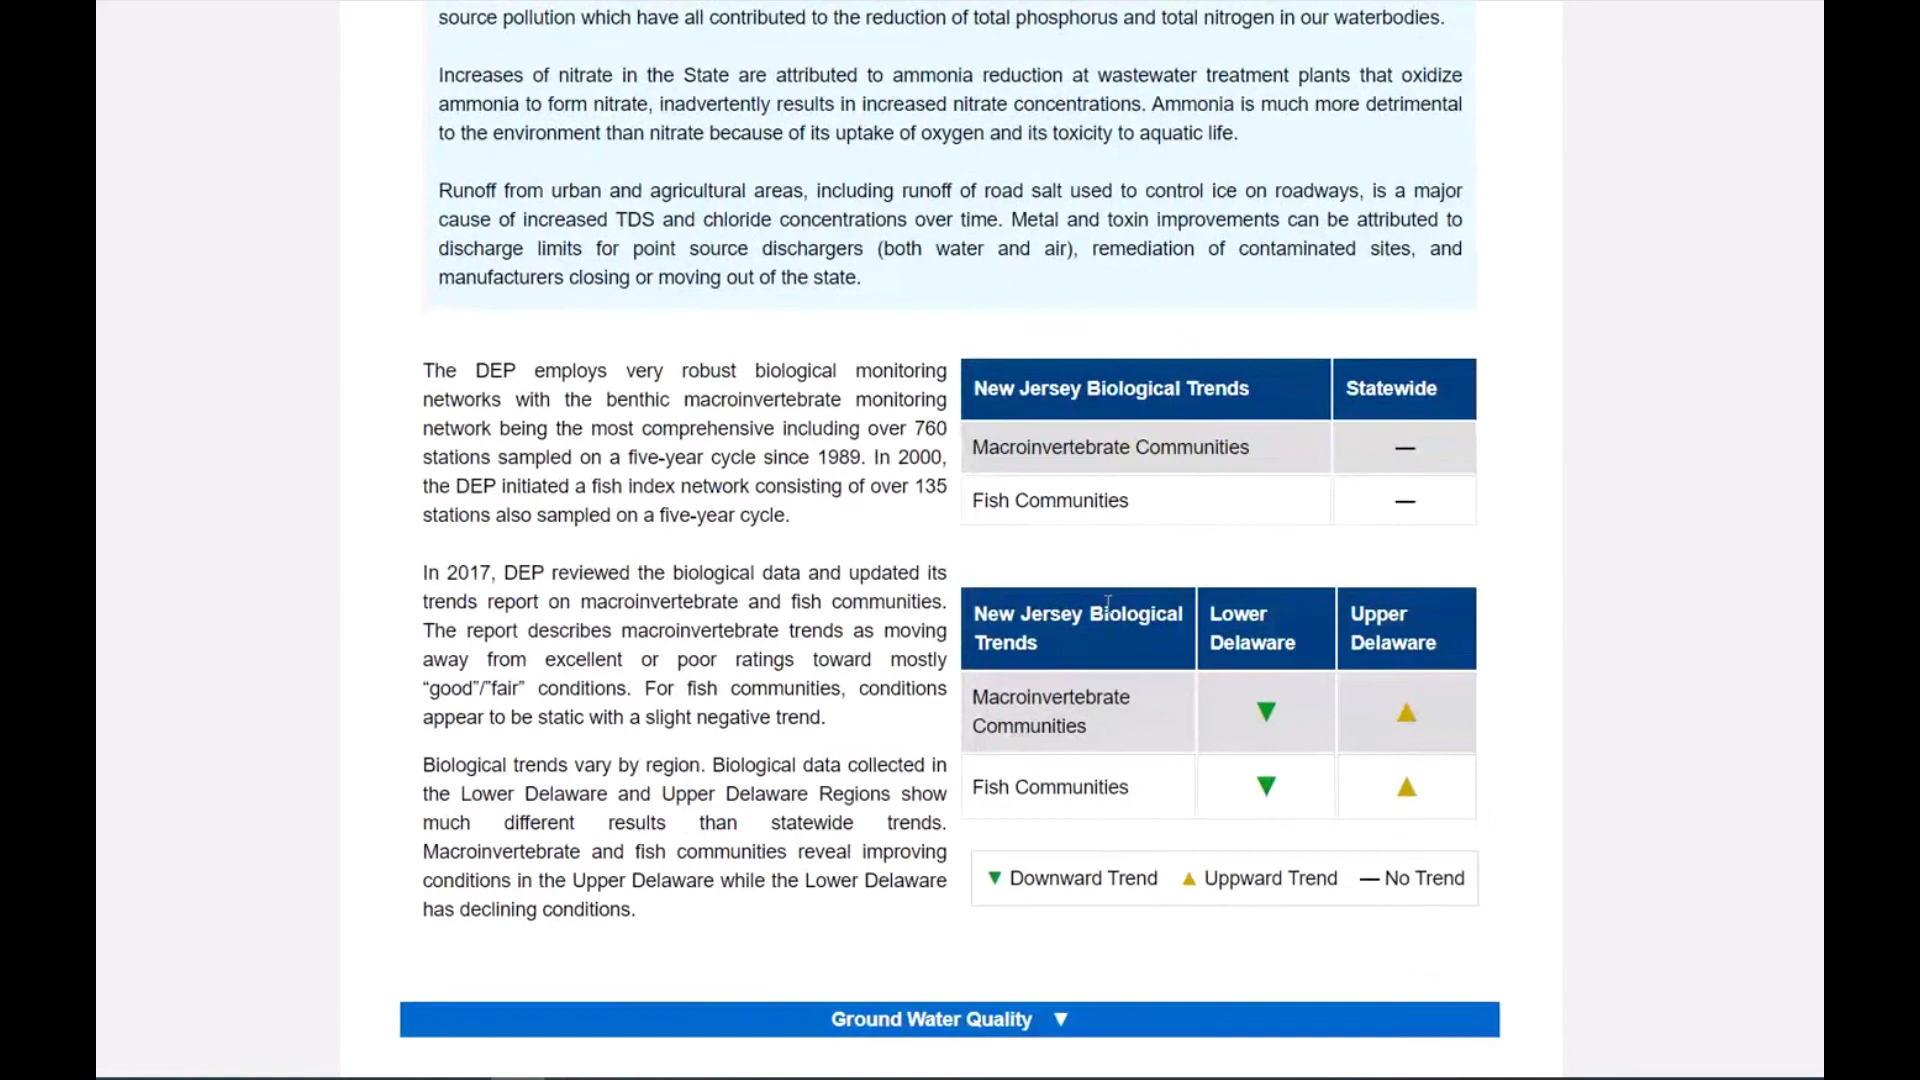 source pollution which have all contributed to the reduction of total phosphorus and total nitrogen in our waterbodies.
Increases of nitrate in the State are attributed to ammonia reduction at wastewater treatment plants that oxidize
ammonia to form nitrate, inadvertently results in increased nitrate concentrations. Ammonia is much more detrimental
to the environment than nitrate because of its uptake of oxygen and its toxicity to aquatic life.
Runoff from urban and agricultural areas, including runoff of road salt used to control ice on roadways, is a major
cause of increased TDS and chloride concentrations over time. Metal and toxin improvements can be attributed to
discharge limits for point source dischargers (both water and air), remediation of contaminated sites, and
manufacturers closing or moving out of the state.
The DEP employs very robust biological monitoring
networks with the benthic macroinvertebrate monitoring
network being the most comprehensive including over 760
stations sampled on a five-year cycle since 1989. In 2000,
the DEP initiated a fish index network consisting of over 135
stations also sampled on a five-year cycle.
In 2017, DEP reviewed the biological data and updated its
trends report on macroinvertebrate and fish communities.
The report describes macroinvertebrate trends as moving
away from excellent or poor ratings toward mostly
“good”/”fair” conditions. For fish communities, conditions
appear to be static with a slight negative trend.
Biological trends vary by region. Biological data collected in
the Lower Delaware and Upper Delaware Regions show
much different results than statewide trends.
Macroinvertebrate and fish communities reveal improving
conditions in the Upper Delaware while the Lower Delaware
has declining conditions.
New Jersey Biological Trends Statewide
Macroinvertebrate Communities —
Fish Communities —
New Jersey Biological Lower Upper
Trends Delaware Delaware
Macroinvertebrate
Communities ▼ ▲
Fish Communities ▼ ▲
▼ Downward Trend ▲ Uppward Trend — No Trend
Ground Water Quality ▼